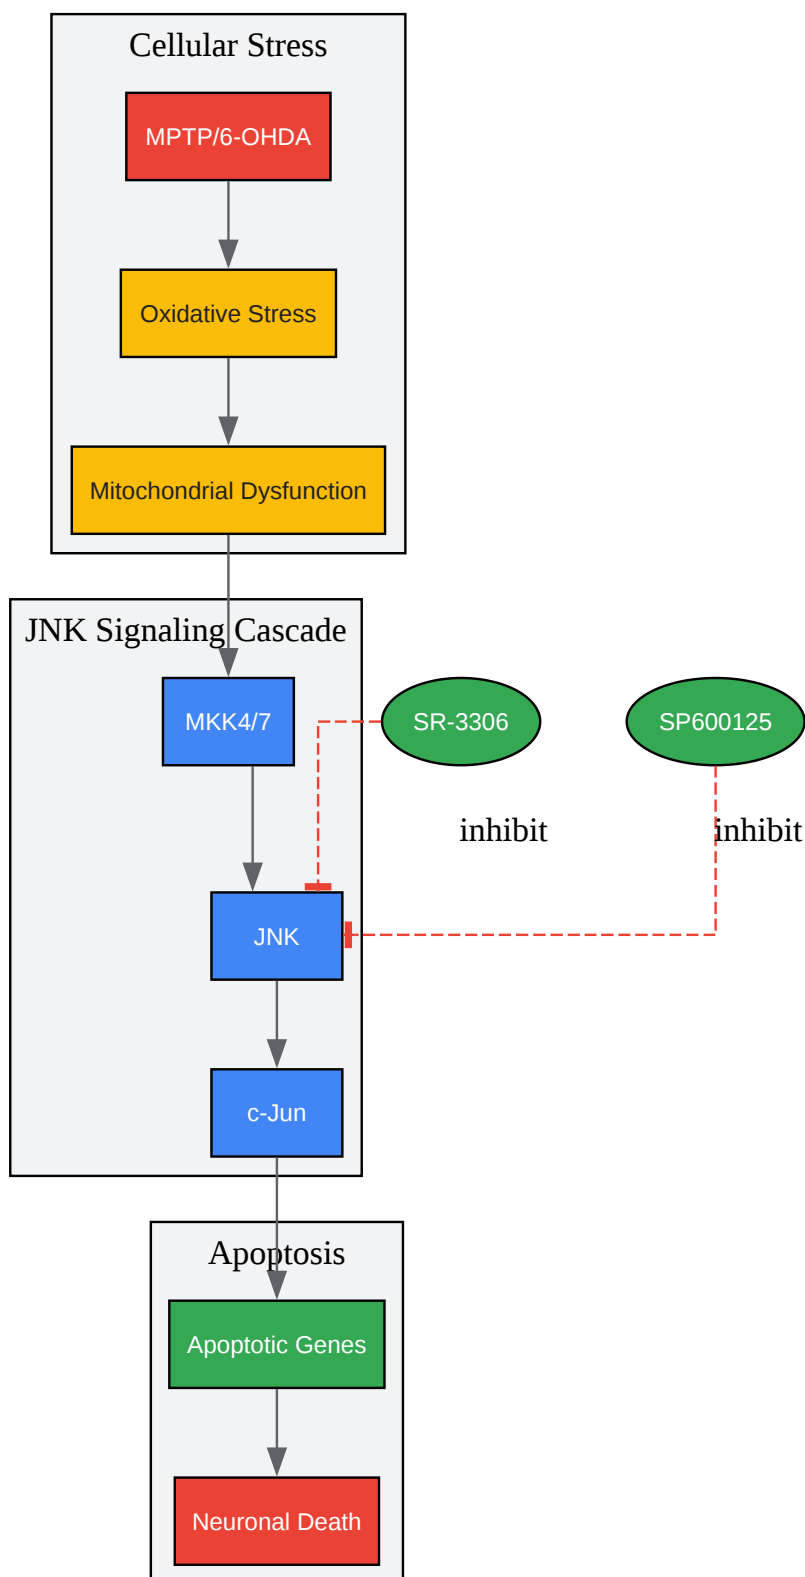 Cellular Stress
MPTP/6-OHDA
Oxidative Stress
Mitochondrial Dysfunction
JNK Signaling Cascade
MKK4/7
SR-3306
SP600125
inhibit
inhibit
JNK
c-Jun
Apoptosis
Apoptotic Genes
Neuronal Death